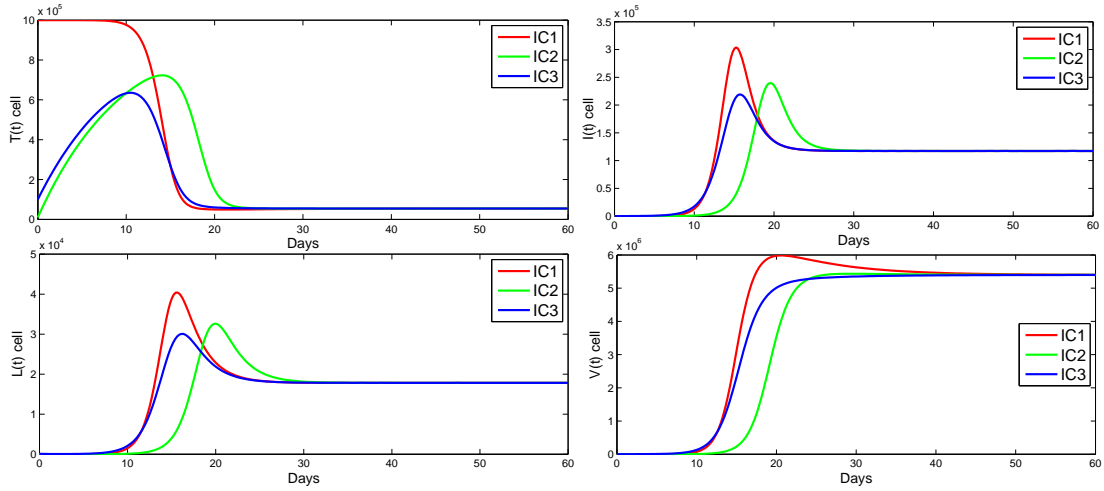 x 10^5
10
8
6
4
2
0
T(t) cell
0 10 20 30 40 50 60
Days
IC1
IC2
IC3
x 10^5
3.5
3
2.5
2
1.5
1
0.5
0
I(t) cell
0 10 20 30 40 50 60
Days
IC1
IC2
IC3
x 10^4
5
4
3
2
1
0
L(t) cell
0 10 20 30 40 50 60
Days
IC1
IC2
IC3
x 10^6
6
5
4
3
2
1
0
V(t) cell
0 10 20 30 40 50 60
Days
IC1
IC2
IC3